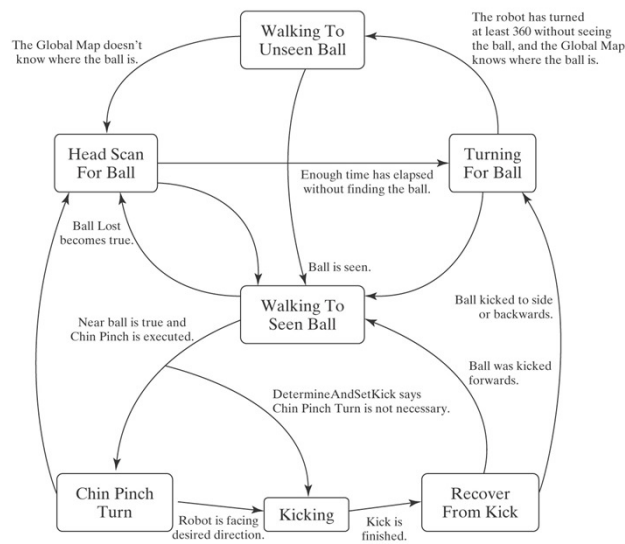 Walking To
Unseen Ball
The Global Map doesn't
know where the ball is.
The robot has turned
at least 360 without seeing
the ball, and the Global Map
knows where the ball is.
Head Scan
For Ball
Turning
For Ball
Enough time has elapsed
without finding the ball.
Ball Lost
becomes true.
Ball is seen.
Walking To
Seen Ball
Ball kicked to side
or backwards.
Near ball is true and
Chin Pinch is executed.
Ball was kicked
forwards.
DetermineAndSetKick says
Chin Pinch Turn is not necessary.
Chin Pinch
Turn
Robot is facing
desired direction.
Kicking
Kick is
finished.
Recover
From Kick